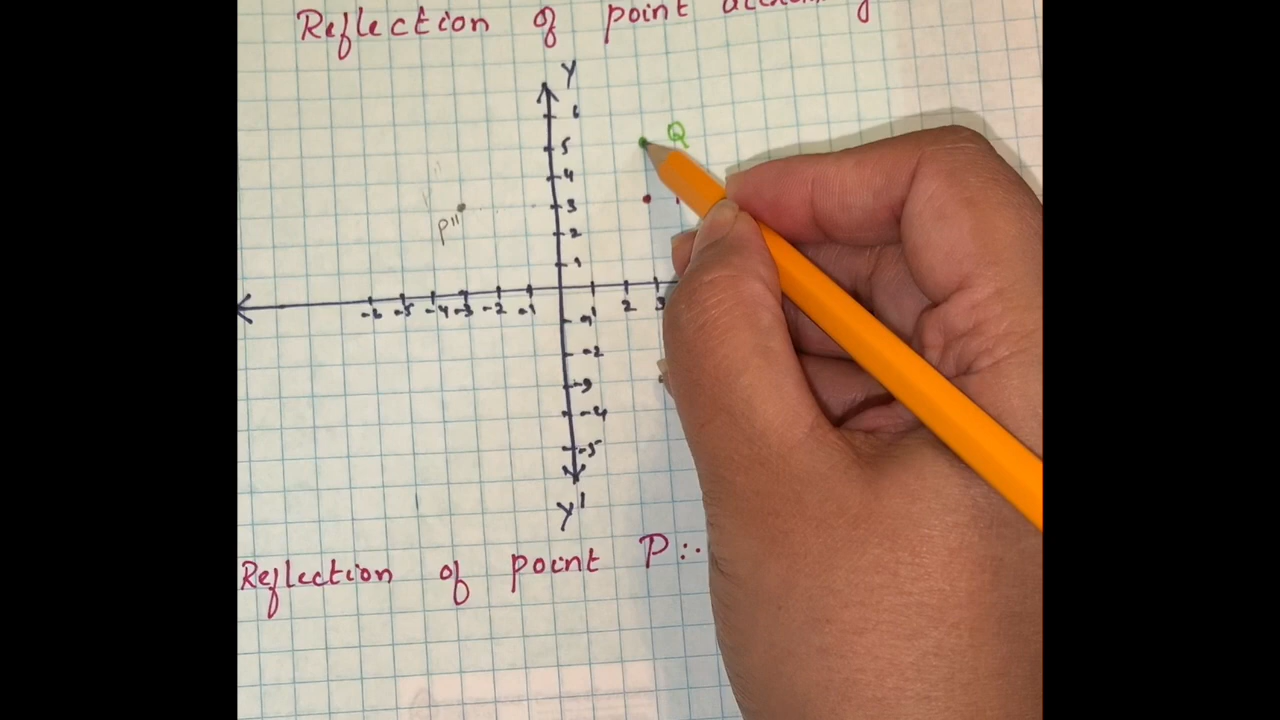 Reflection of point
Y
6
Q
5
4
3
P"
2
1
-6 -5 -4 -3 -2 -1 1 2 3
-1
-2
-3
-4
-5
Y'
Reflection of point P:-